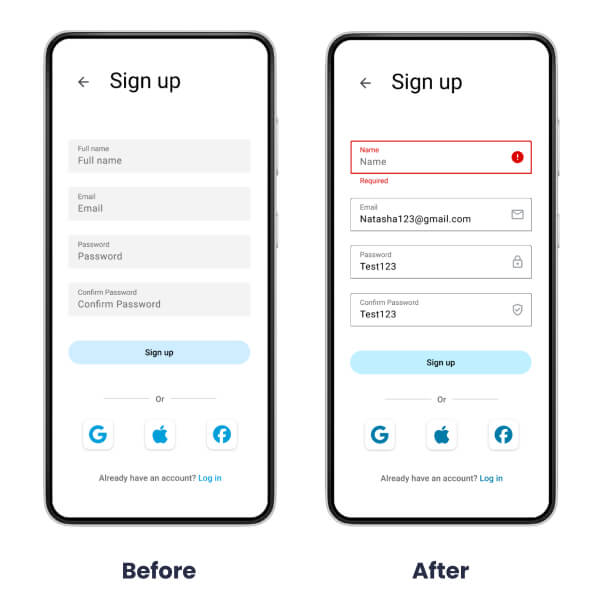 Sign up
Full name
Full name
Email
Email
Password
Password
Confirm Password
Confirm Password
Sign up
Or
Already have an account? Log in
Before
Sign up
Name
Name
Required
Email
Natasha123@gmail.com
Password
Test123
Confirm Password
Test123
Sign up
Or
Already have an account? Log in
After